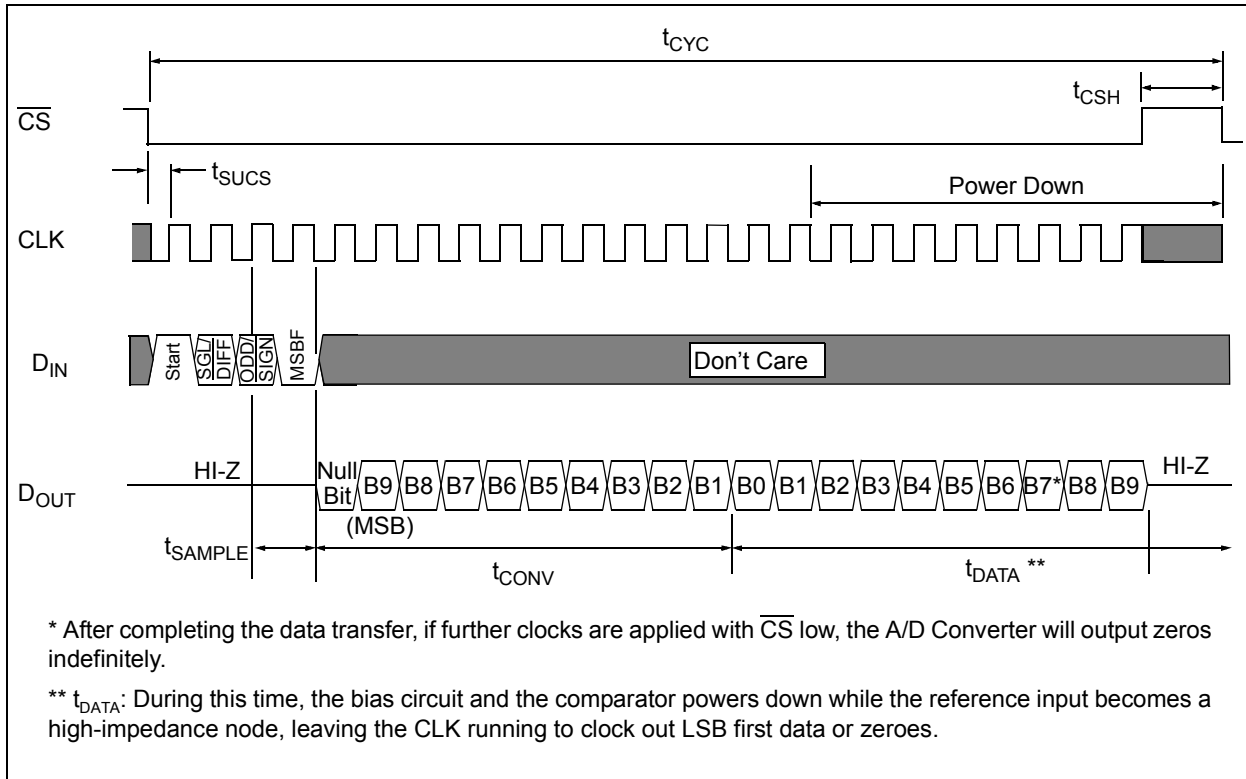 tCYC
tCSH
CS
tSUCS
Power Down
CLK
DIN
Start
SGL/
DIFF
ODD/
SIGN
MSBF
Don't Care
HI-Z
DOUT
Null
Bit
B9 B8 B7 B6 B5 B4 B3 B2 B1 B0 B1 B2 B3 B4 B5 B6 B7* B8 B9
HI-Z
(MSB)
tSAMPLE
tCONV
tDATA **
* After completing the data transfer, if further clocks are applied with CS low, the A/D Converter will output zeros
indefinitely.
** tDATA: During this time, the bias circuit and the comparator powers down while the reference input becomes a
high-impedance node, leaving the CLK running to clock out LSB first data or zeroes.